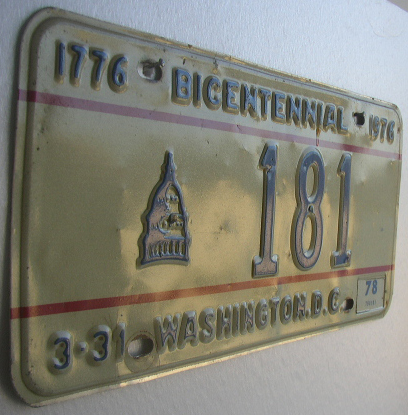 1776 BICENTENNIAL 1976
181
78
3-31 WASHINGTON, D.C.